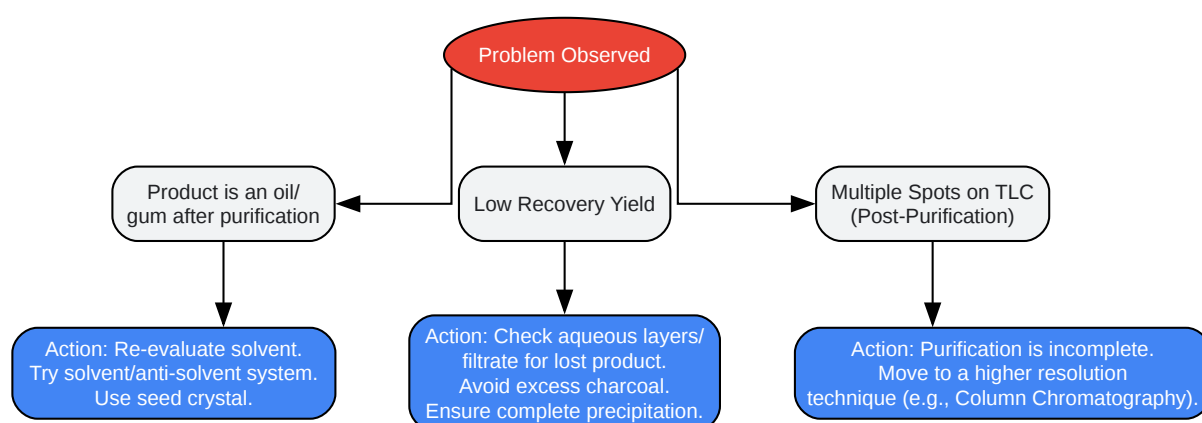 Problem Observed
Product is an oil/
gum after purification
Low Recovery Yield
Multiple Spots on TLC
(Post-Purification)
Action: Re-evaluate solvent.
Try solvent/anti-solvent system.
Use seed crystal.
Action: Check aqueous layers/
filtrate for lost product.
Avoid excess charcoal.
Ensure complete precipitation.
Action: Purification is incomplete.
Move to a higher resolution
technique (e.g., Column Chromatography).